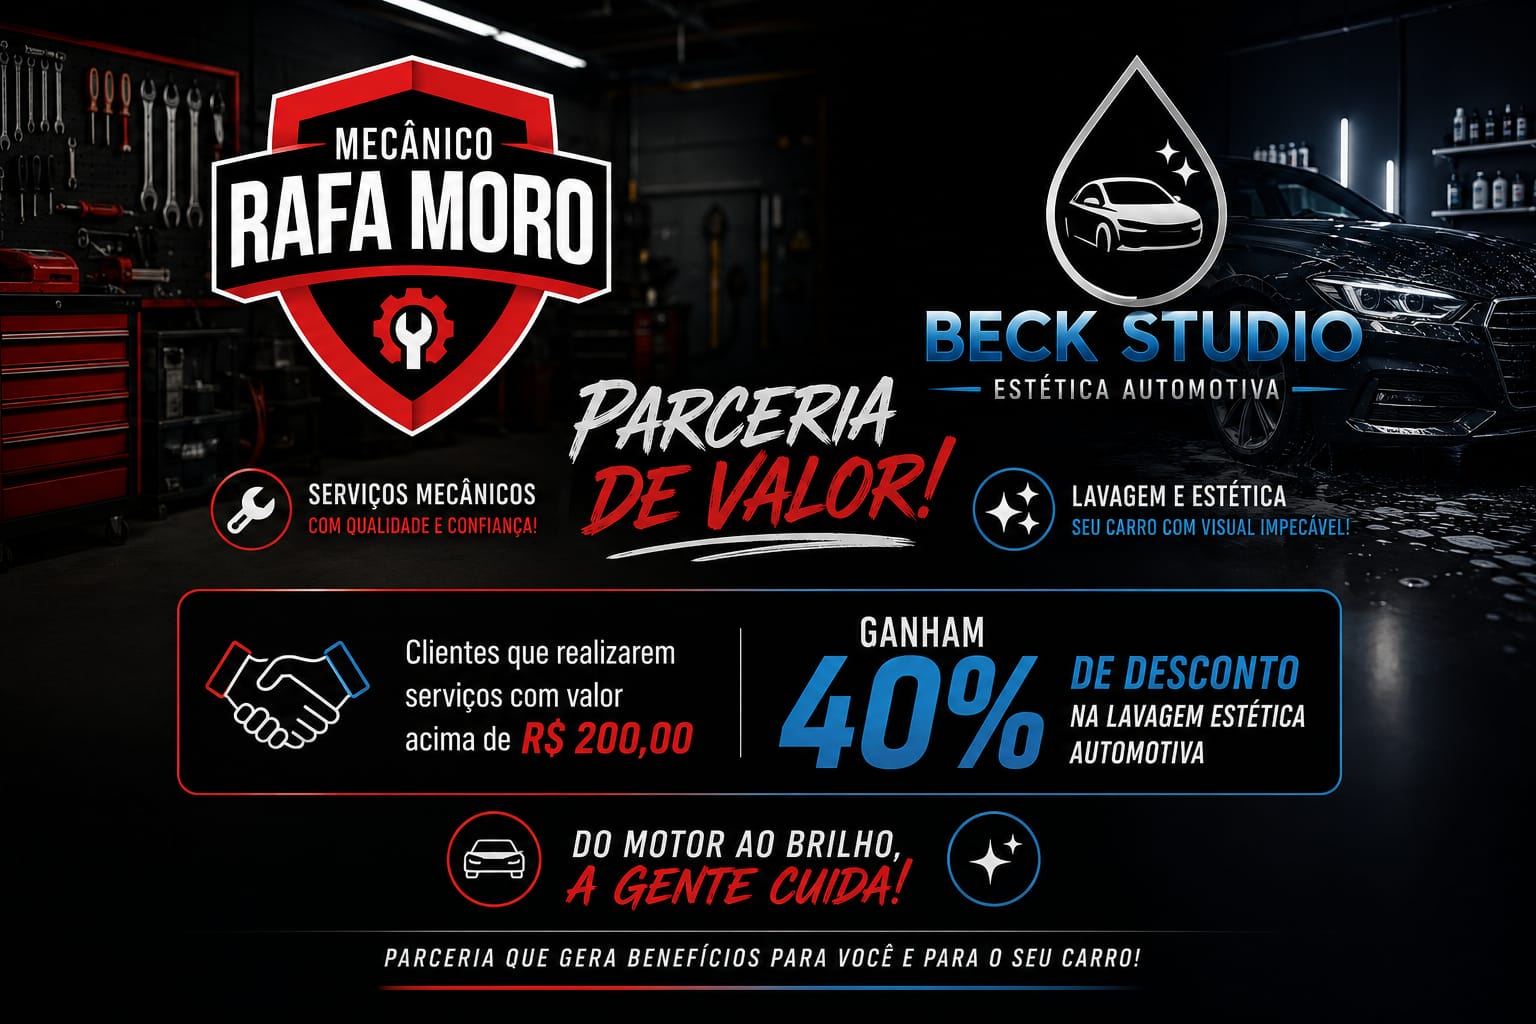 MECÂNICO
RAFA MORO
BECK STUDIO
ESTÉTICA AUTOMOTIVA
PARCERIA
DE VALOR!
SERVIÇOS MECÂNICOS
COM QUALIDADE E CONFIANÇA!
LAVAGEM E ESTÉTICA
SEU CARRO COM VISUAL IMPECÁVEL!
Clientes que realizarem
serviços com valor
acima de R$ 200,00
GANHAM
40%
DE DESCONTO
NA LAVAGEM ESTÉTICA
AUTOMOTIVA
DO MOTOR AO BRILHO,
A GENTE CUIDA!
PARCERIA QUE GERA BENEFÍCIOS PARA VOCÊ E PARA O SEU CARRO!